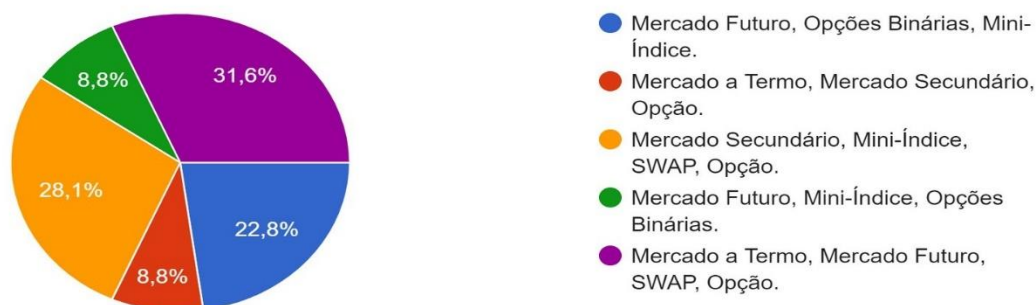 31,6%
8,8%
28,1%
22,8%
8,8%
Mercado Futuro, Opções Binárias, Mini-
Índice.
Mercado a Termo, Mercado Secundário,
Opção.
Mercado Secundário, Mini-Índice,
SWAP, Opção.
Mercado Futuro, Mini-Índice, Opções
Binárias.
Mercado a Termo, Mercado Futuro,
SWAP, Opção.